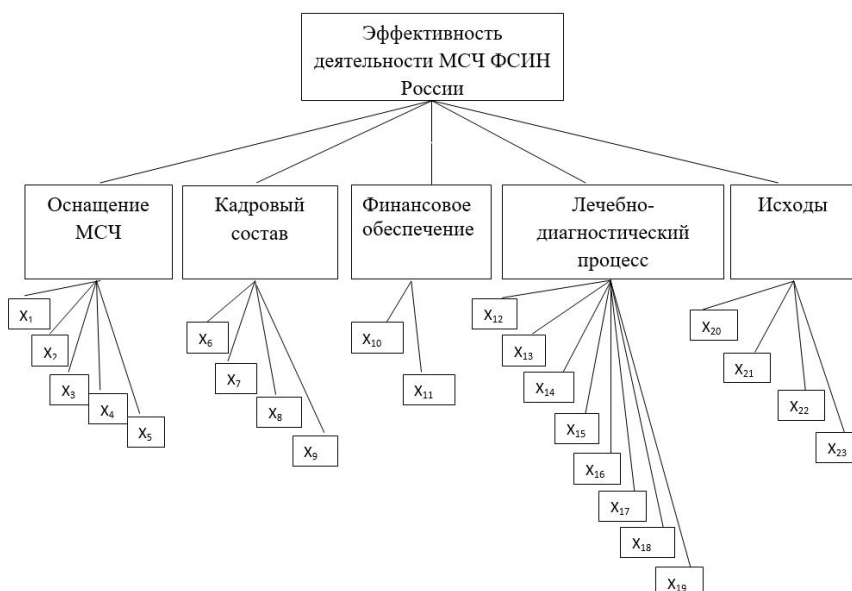 Эффективность
деятельности МСЧ ФСИН
России
Оснащение
МСЧ
Кадровый
состав
Финансовое
обеспечение
Лечебно-
диагностический
процесс
Исходы
X₁
X₂
X₃
X₄
X₅
X₆
X₇
X₈
X₉
X₁₀
X₁₁
X₁₂
X₁₃
X₁₄
X₁₅
X₁₆
X₁₇
X₁₈
X₁₉
X₂₀
X₂₁
X₂₂
X₂₃